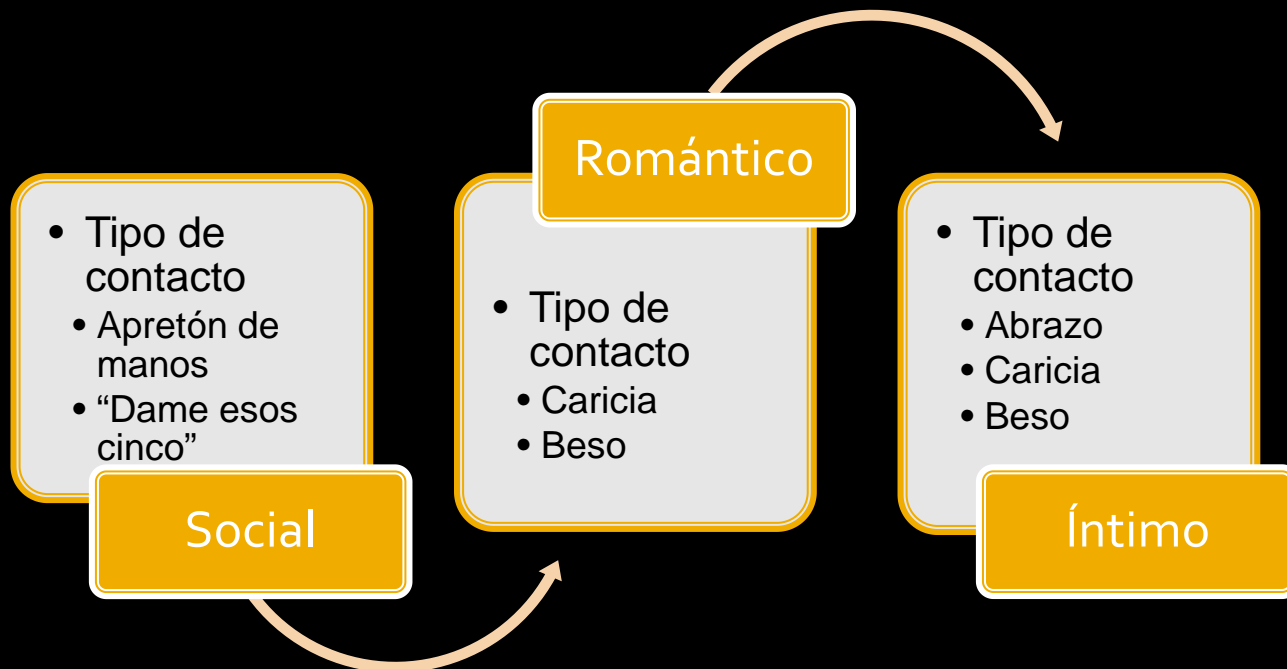 • Tipo de
contacto
• Apretón de
manos
• “Dame esos
cinco”
Social
Romántico
• Tipo de
contacto
• Caricia
• Beso
• Tipo de
contacto
• Abrazo
• Caricia
• Beso
Íntimo